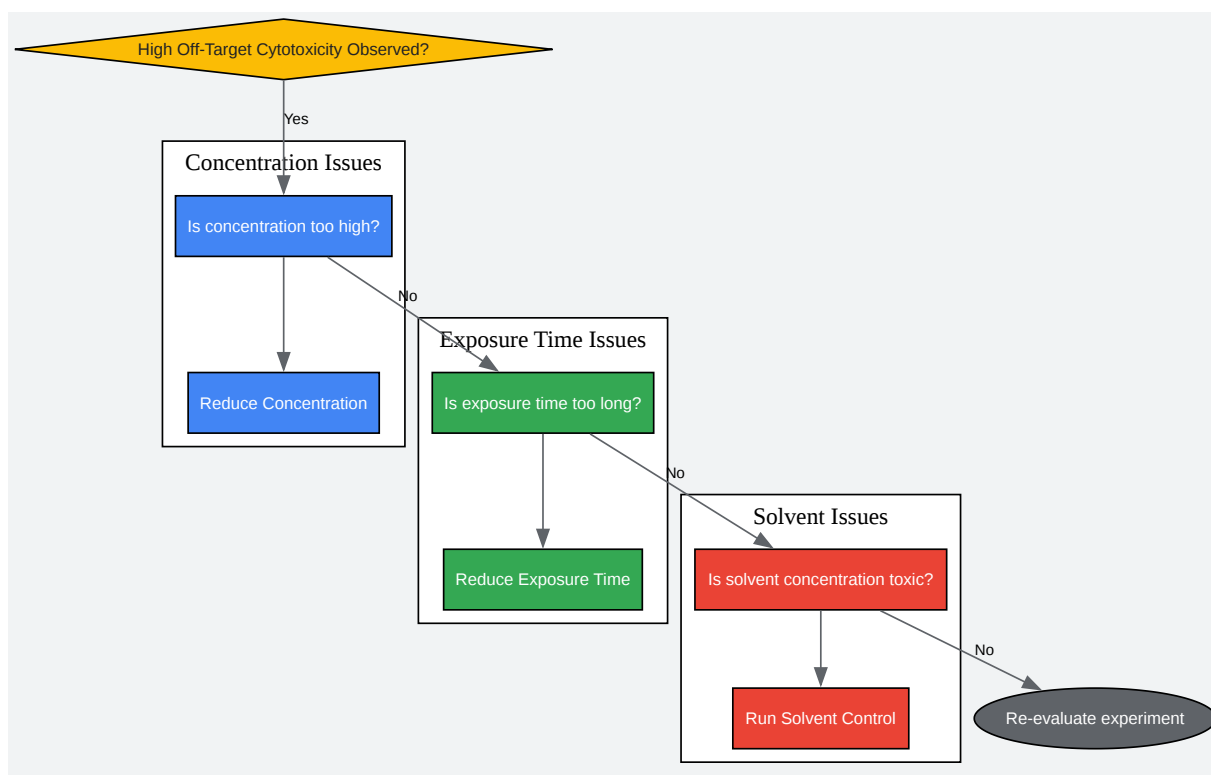 High Off-Target Cytotoxicity Observed?
Yes
Concentration Issues
Is concentration too high?
No
Exposure Time Issues
Reduce Concentration
Is exposure time too long?
No
Solvent Issues
Reduce Exposure Time
Is solvent concentration toxic?
No
Run Solvent Control
Re-evaluate experiment